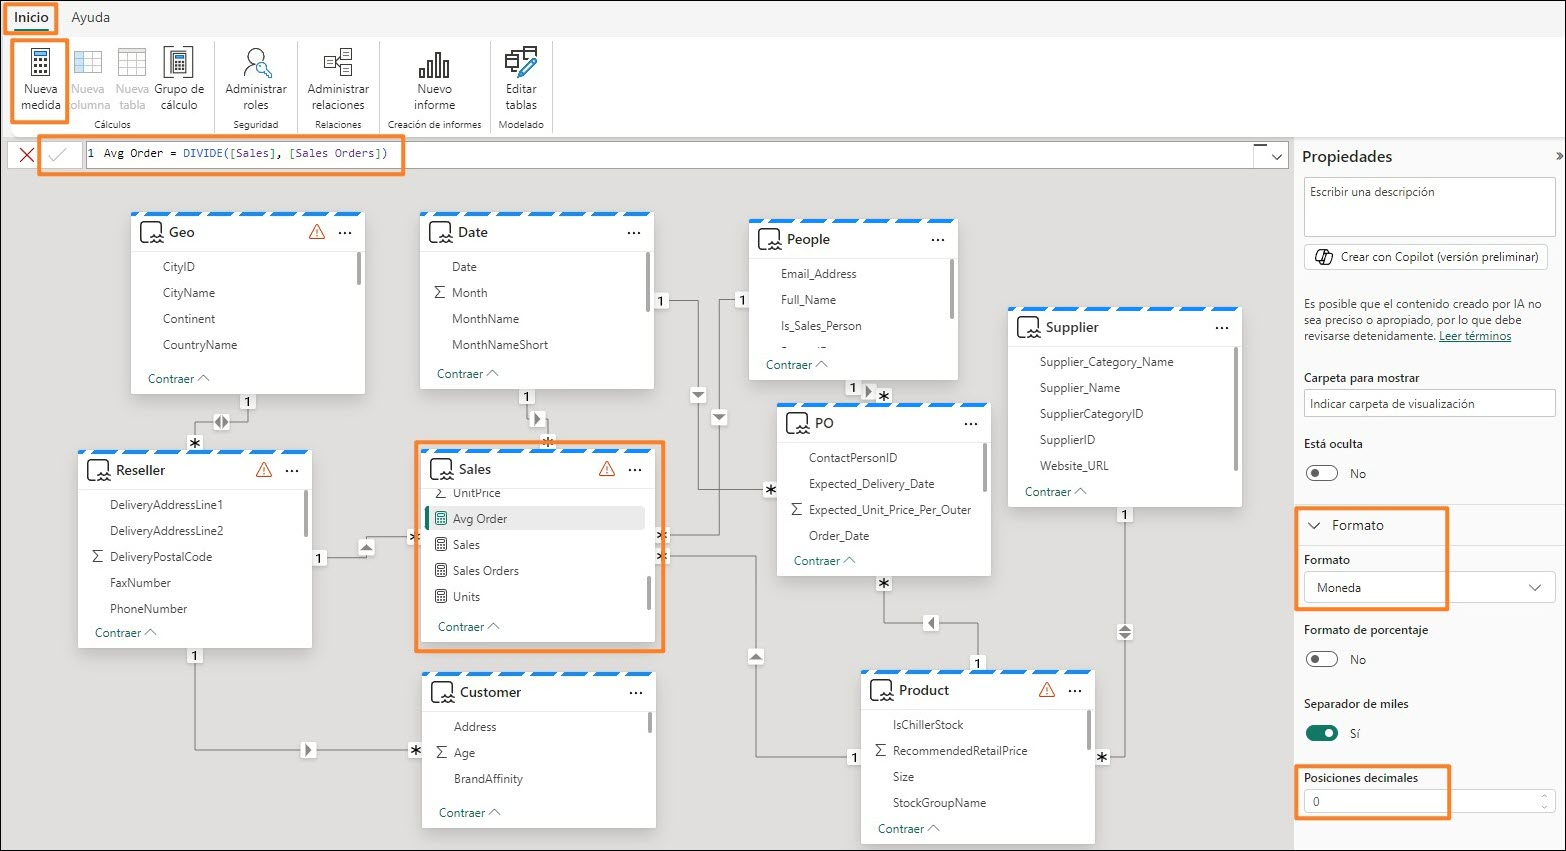 Inicio Ayuda
Nueva medida
Nueva columna
Nueva tabla
Grupo de cálculo
Cálculos
Administrar roles
Seguridad
Administrar relaciones
Relaciones
Nuevo informe
Creación de informes
Editar tablas
Modelado
1 Avg Order = DIVIDE([Sales], [Sales Orders])
Geo
CityID
CityName
Continent
CountryName
Contraer
Date
Date
Month
MonthName
MonthNameShort
Contraer
People
Email_Address
Full_Name
Is_Sales_Person
Contraer
Supplier
Supplier_Category_Name
Supplier_Name
SupplierCategoryID
SupplierID
Website_URL
Contraer
1
1
1
1
1
*
*
*
Reseller
DeliveryAddressLine1
DeliveryAddressLine2
DeliveryPostalCode
FaxNumber
PhoneNumber
Contraer
1
1
*
Sales
UnitPrice
Avg Order
Sales
Sales Orders
Units
Contraer
*
*
*
PO
ContactPersonID
Expected_Delivery_Date
Expected_Unit_Price_Per_Outer
Order_Date
Contraer
*
1
1
Customer
Address
Age
BrandAffinity
Contraer
*
Product
IsChillerStock
RecommendedRetailPrice
Size
StockGroupName
Contraer
1
*
Propiedades
Escribir una descripción
Crear con Copilot (versión preliminar)
Es posible que el contenido creado por IA no
sea preciso o apropiado, por lo que debe
revisarse detenidamente. Leer términos
Carpeta para mostrar
Indicar carpeta de visualización
Está oculta
No
Formato
Formato
Moneda
Formato de porcentaje
No
Separador de miles
Sí
Posiciones decimales
0